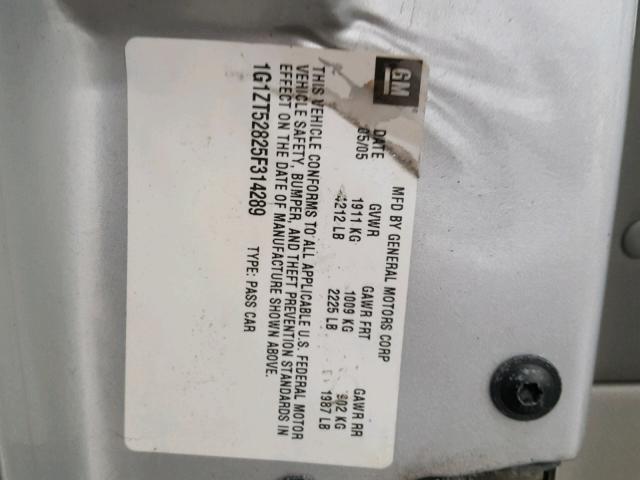 GM
MFD BY GENERAL MOTORS CORP
DATE GVWR GAWR FRT GAWR RR
05/05 1911 KG 1009 KG 902 KG
4212 LB 2225 LB 1987 LB
THIS VEHICLE CONFORMS TO ALL APPLICABLE U.S. FEDERAL MOTOR
VEHICLE SAFETY, BUMPER, AND THEFT PREVENTION STANDARDS IN
EFFECT ON THE DATE OF MANUFACTURE SHOWN ABOVE.
1G1ZT52825F314289 TYPE: PASS CAR